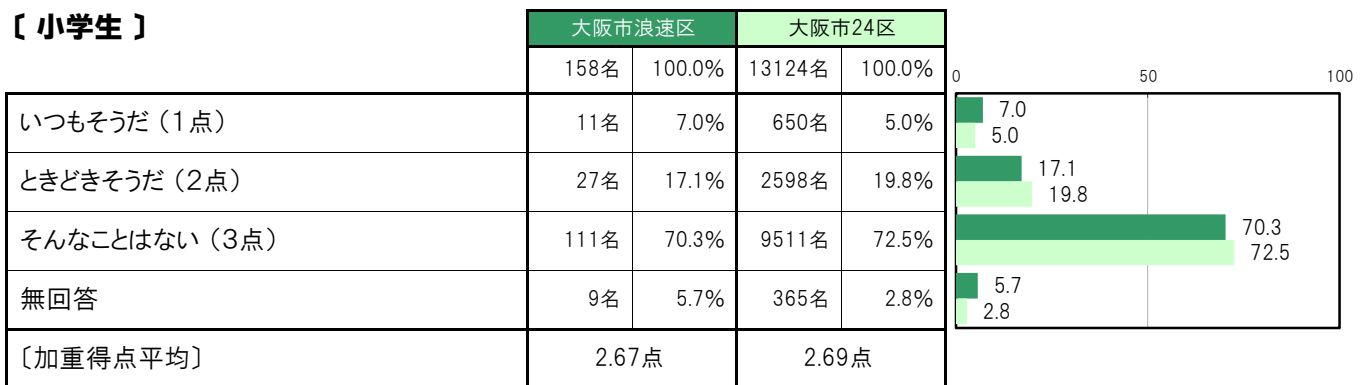 〔 小学生 〕
大阪市浪速区 大阪市24区
158名 100.0% 13124名 100.0%
0 50 100
いつもそうだ（1点） 11名 7.0% 650名 5.0%
7.0
5.0
ときどきそうだ（2点） 27名 17.1% 2598名 19.8%
17.1
19.8
そんなことはない（3点） 111名 70.3% 9511名 72.5%
70.3
72.5
無回答 9名 5.7% 365名 2.8%
5.7
2.8
〔加重得点平均〕 2.67点 2.69点